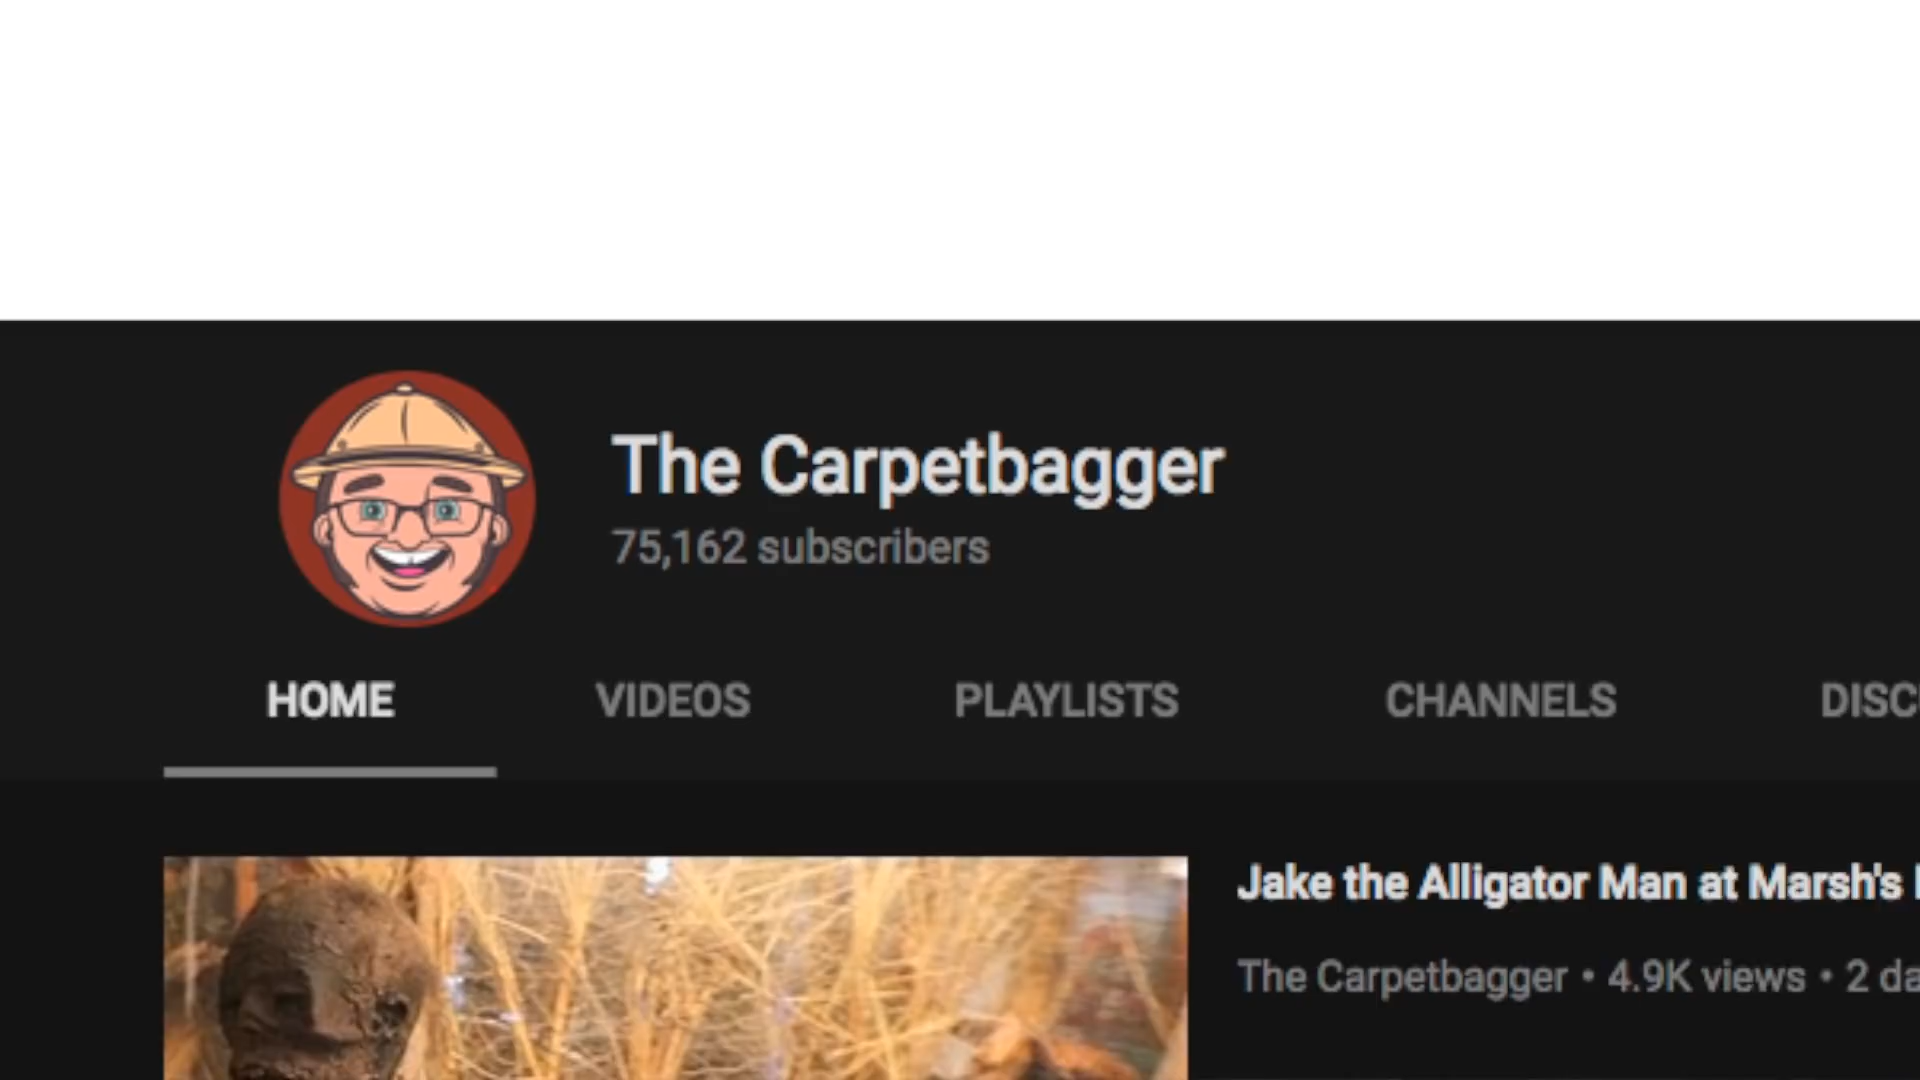 The Carpetbagger
75,162 subscribers
HOME VIDEOS PLAYLISTS CHANNELS
Jake the Alligator Man at Marsh's
The Carpetbagger • 4.9K views • 2